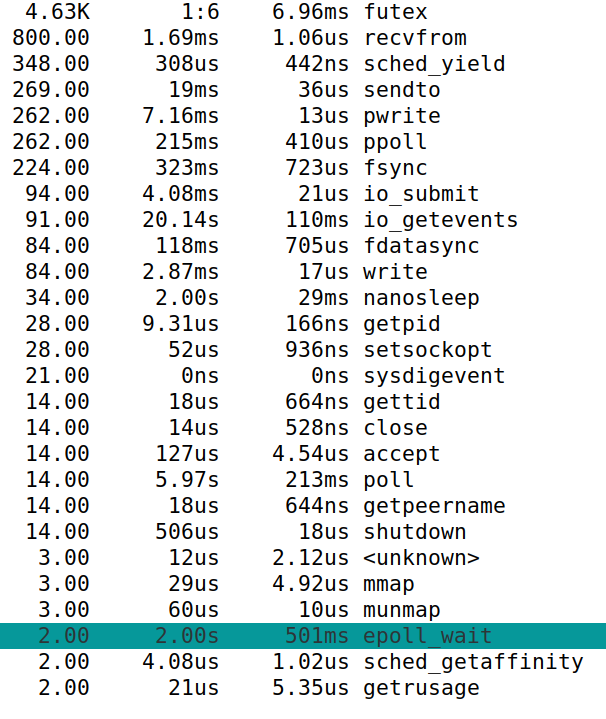 4.63K 1:6 6.96ms futex
800.00 1.69ms 1.06us recvfrom
348.00 308us 442ns sched_yield
269.00 19ms 36us sendto
262.00 7.16ms 13us pwrite
262.00 215ms 410us ppoll
224.00 323ms 723us fsync
94.00 4.08ms 21us io_submit
91.00 20.14s 110ms io_getevents
84.00 118ms 705us fdatasync
84.00 2.87ms 17us write
34.00 2.00s 29ms nanosleep
28.00 9.31us 166ns getpid
28.00 52us 936ns setsockopt
21.00 0ns 0ns sysdigevent
14.00 18us 664ns gettid
14.00 14us 528ns close
14.00 127us 4.54us accept
14.00 5.97s 213ms poll
14.00 18us 644ns getpeername
14.00 506us 18us shutdown
3.00 12us 2.12us <unknown>
3.00 29us 4.92us mmap
3.00 60us 10us munmap
2.00 2.00s 501ms epoll_wait
2.00 4.08us 1.02us sched_getaffinity
2.00 21us 5.35us getrusage